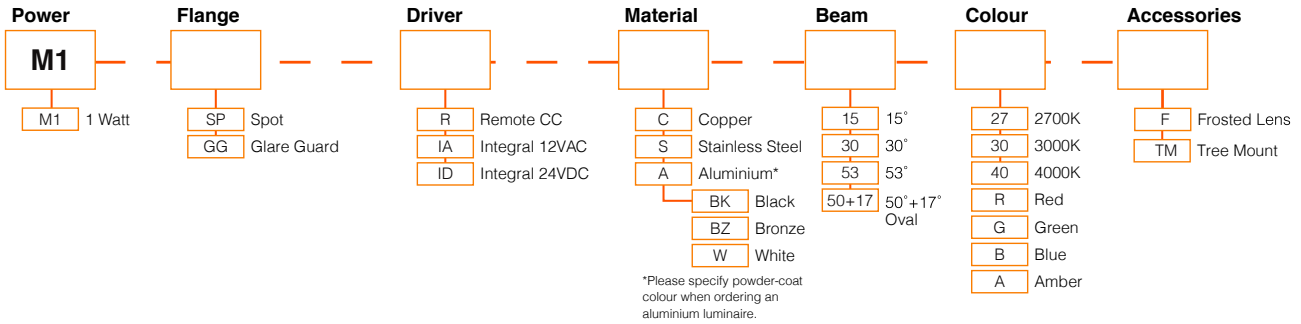 Power
M1
M1 1 Watt
Flange
SP Spot
GG Glare Guard
Driver
R Remote CC
IA Integral 12VAC
ID Integral 24VDC
Material
C Copper
S Stainless Steel
A Aluminium*
BK Black
BZ Bronze
W White
*Please specify powder-coat
colour when ordering an
aluminium luminaire.
Beam
15 15˚
30 30˚
53 53˚
50+17 50˚+17˚
Oval
Colour
27 2700K
30 3000K
40 4000K
R Red
G Green
B Blue
A Amber
Accessories
F Frosted Lens
TM Tree Mount